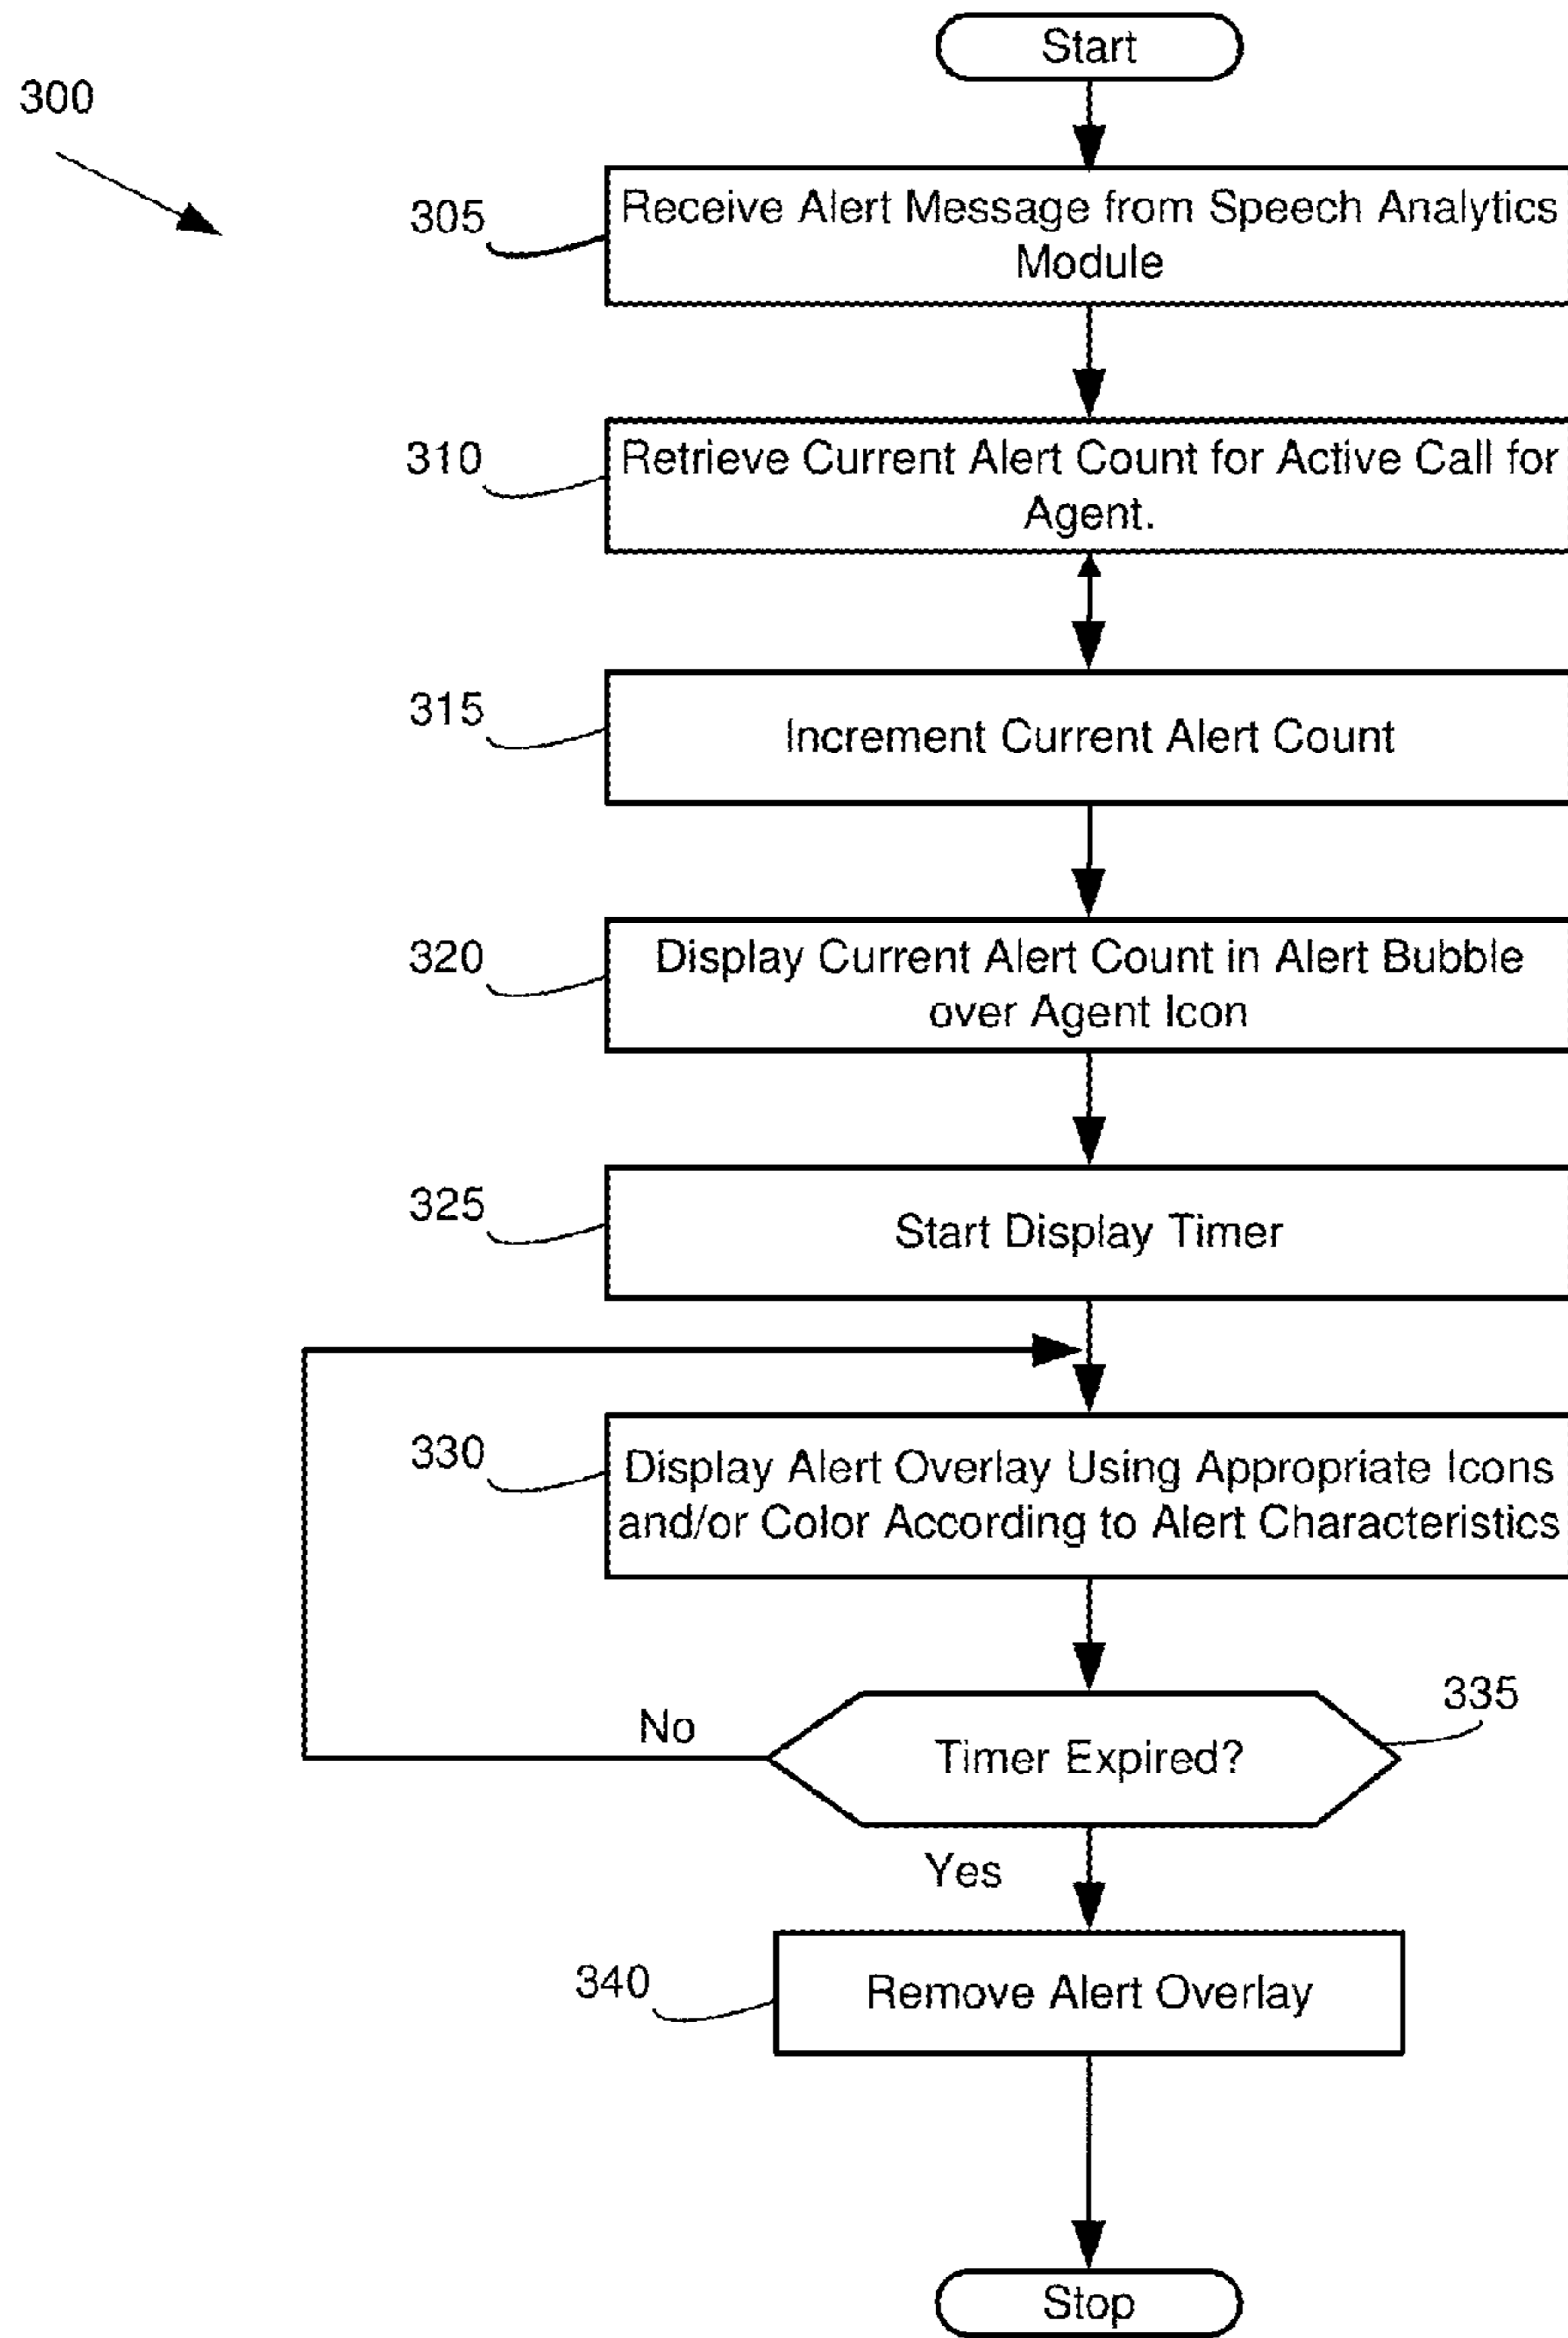 Start
300
305
Receive Alert Message from Speech Analytics
Module
310
Retrieve Current Alert Count for Active Call for
Agent.
315
Increment Current Alert Count
320
Display Current Alert Count in Alert Bubble
over Agent Icon
325
Start Display Timer
330
Display Alert Overlay Using Appropriate Icons
and/or Color According to Alert Characteristics
335
No
Timer Expired?
Yes
340
Remove Alert Overlay
Stop